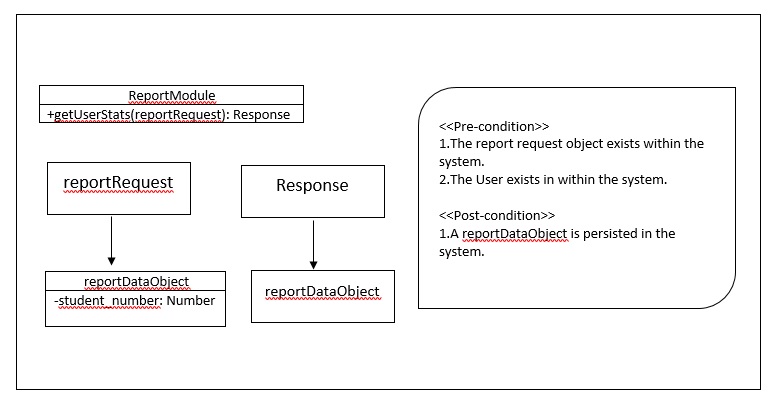 ReportModule
+getUserStats(reportRequest): Response
reportRequest
Response
reportDataObject
-student_number: Number
reportDataObject
<<Pre-condition>>
1.The report request object exists within the
system.
2.The User exists in within the system.
<<Post-condition>>
1.A reportDataObject is persisted in the
system.